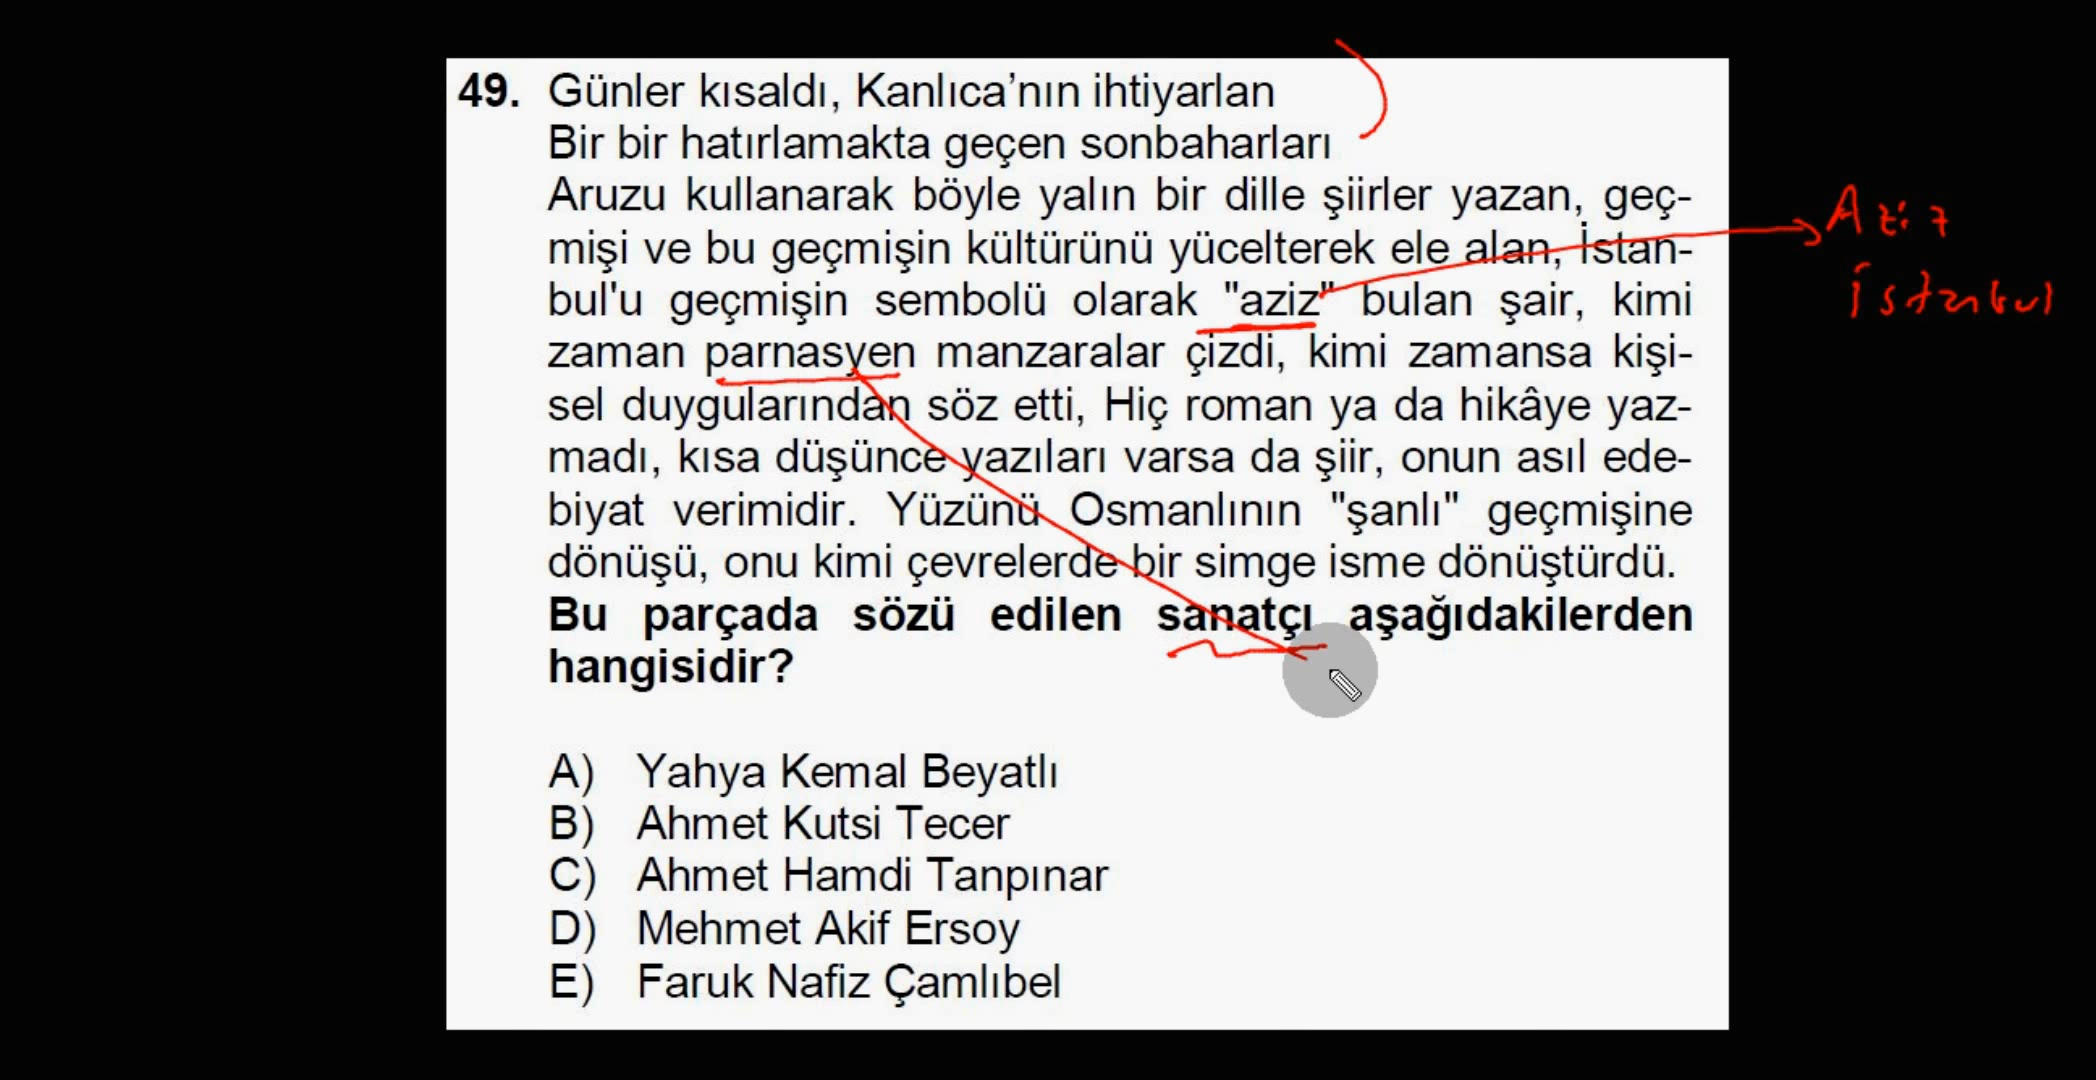 49. Günler kısaldı, Kanlıca’nın ihtiyarlan
Bir bir hatırlamakta geçen sonbaharları
Aruzu kullanarak böyle yalın bir dille şiirler yazan, geç-
mişi ve bu geçmişin kültürünü yücelterek ele alan, İstan-
bul'u geçmişin sembolü olarak "aziz" bulan şair, kimi
zaman parnasyen manzaralar çizdi, kimi zamansa kişi-
sel duygularından söz etti, Hiç roman ya da hikâye yaz-
madı, kısa düşünce yazıları varsa da şiir, onun asıl ede-
biyat verimidir. Yüzünü Osmanlının "şanlı" geçmişine
dönüşü, onu kimi çevrelerde bir simge isme dönüştürdü.
Bu parçada sözü edilen sanatçı aşağıdakilerden
hangisidir?
A) Yahya Kemal Beyatlı
B) Ahmet Kutsi Tecer
C) Ahmet Hamdi Tanpınar
D) Mehmet Akif Ersoy
E) Faruk Nafiz Çamlıbel
Aziz
İstanbul